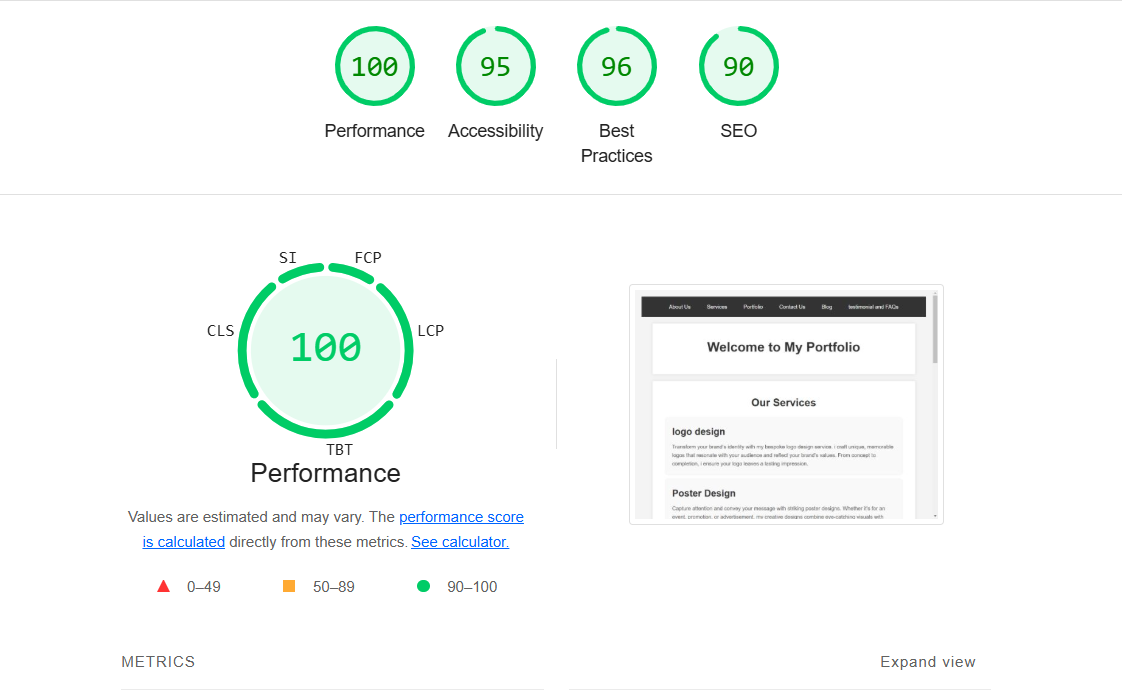 100
95
96
90
Performance
Accessibility
Best
Practices
SEO
SI
FCP
CLS
LCP
100
TBT
Performance
Values are estimated and may vary. The performance score
is calculated directly from these metrics. See calculator.
0–49
50–89
90–100
About Us
Services
Portfolio
Contact Us
Blog
testimonial and FAQs
Welcome to My Portfolio
Our Services
logo design
Transform your brand's identity with my bespoke logo design service. I craft unique, memorable
logos that resonate with your audience and reflect your brand's values. From concept to
completion, I ensure your logo leaves a lasting impression.
Poster Design
Capture attention and convey your message with striking poster designs. Whether it's for an
event, promotion, or advertisement, my creative designs combine eye-catching visuals with
METRICS
Expand view